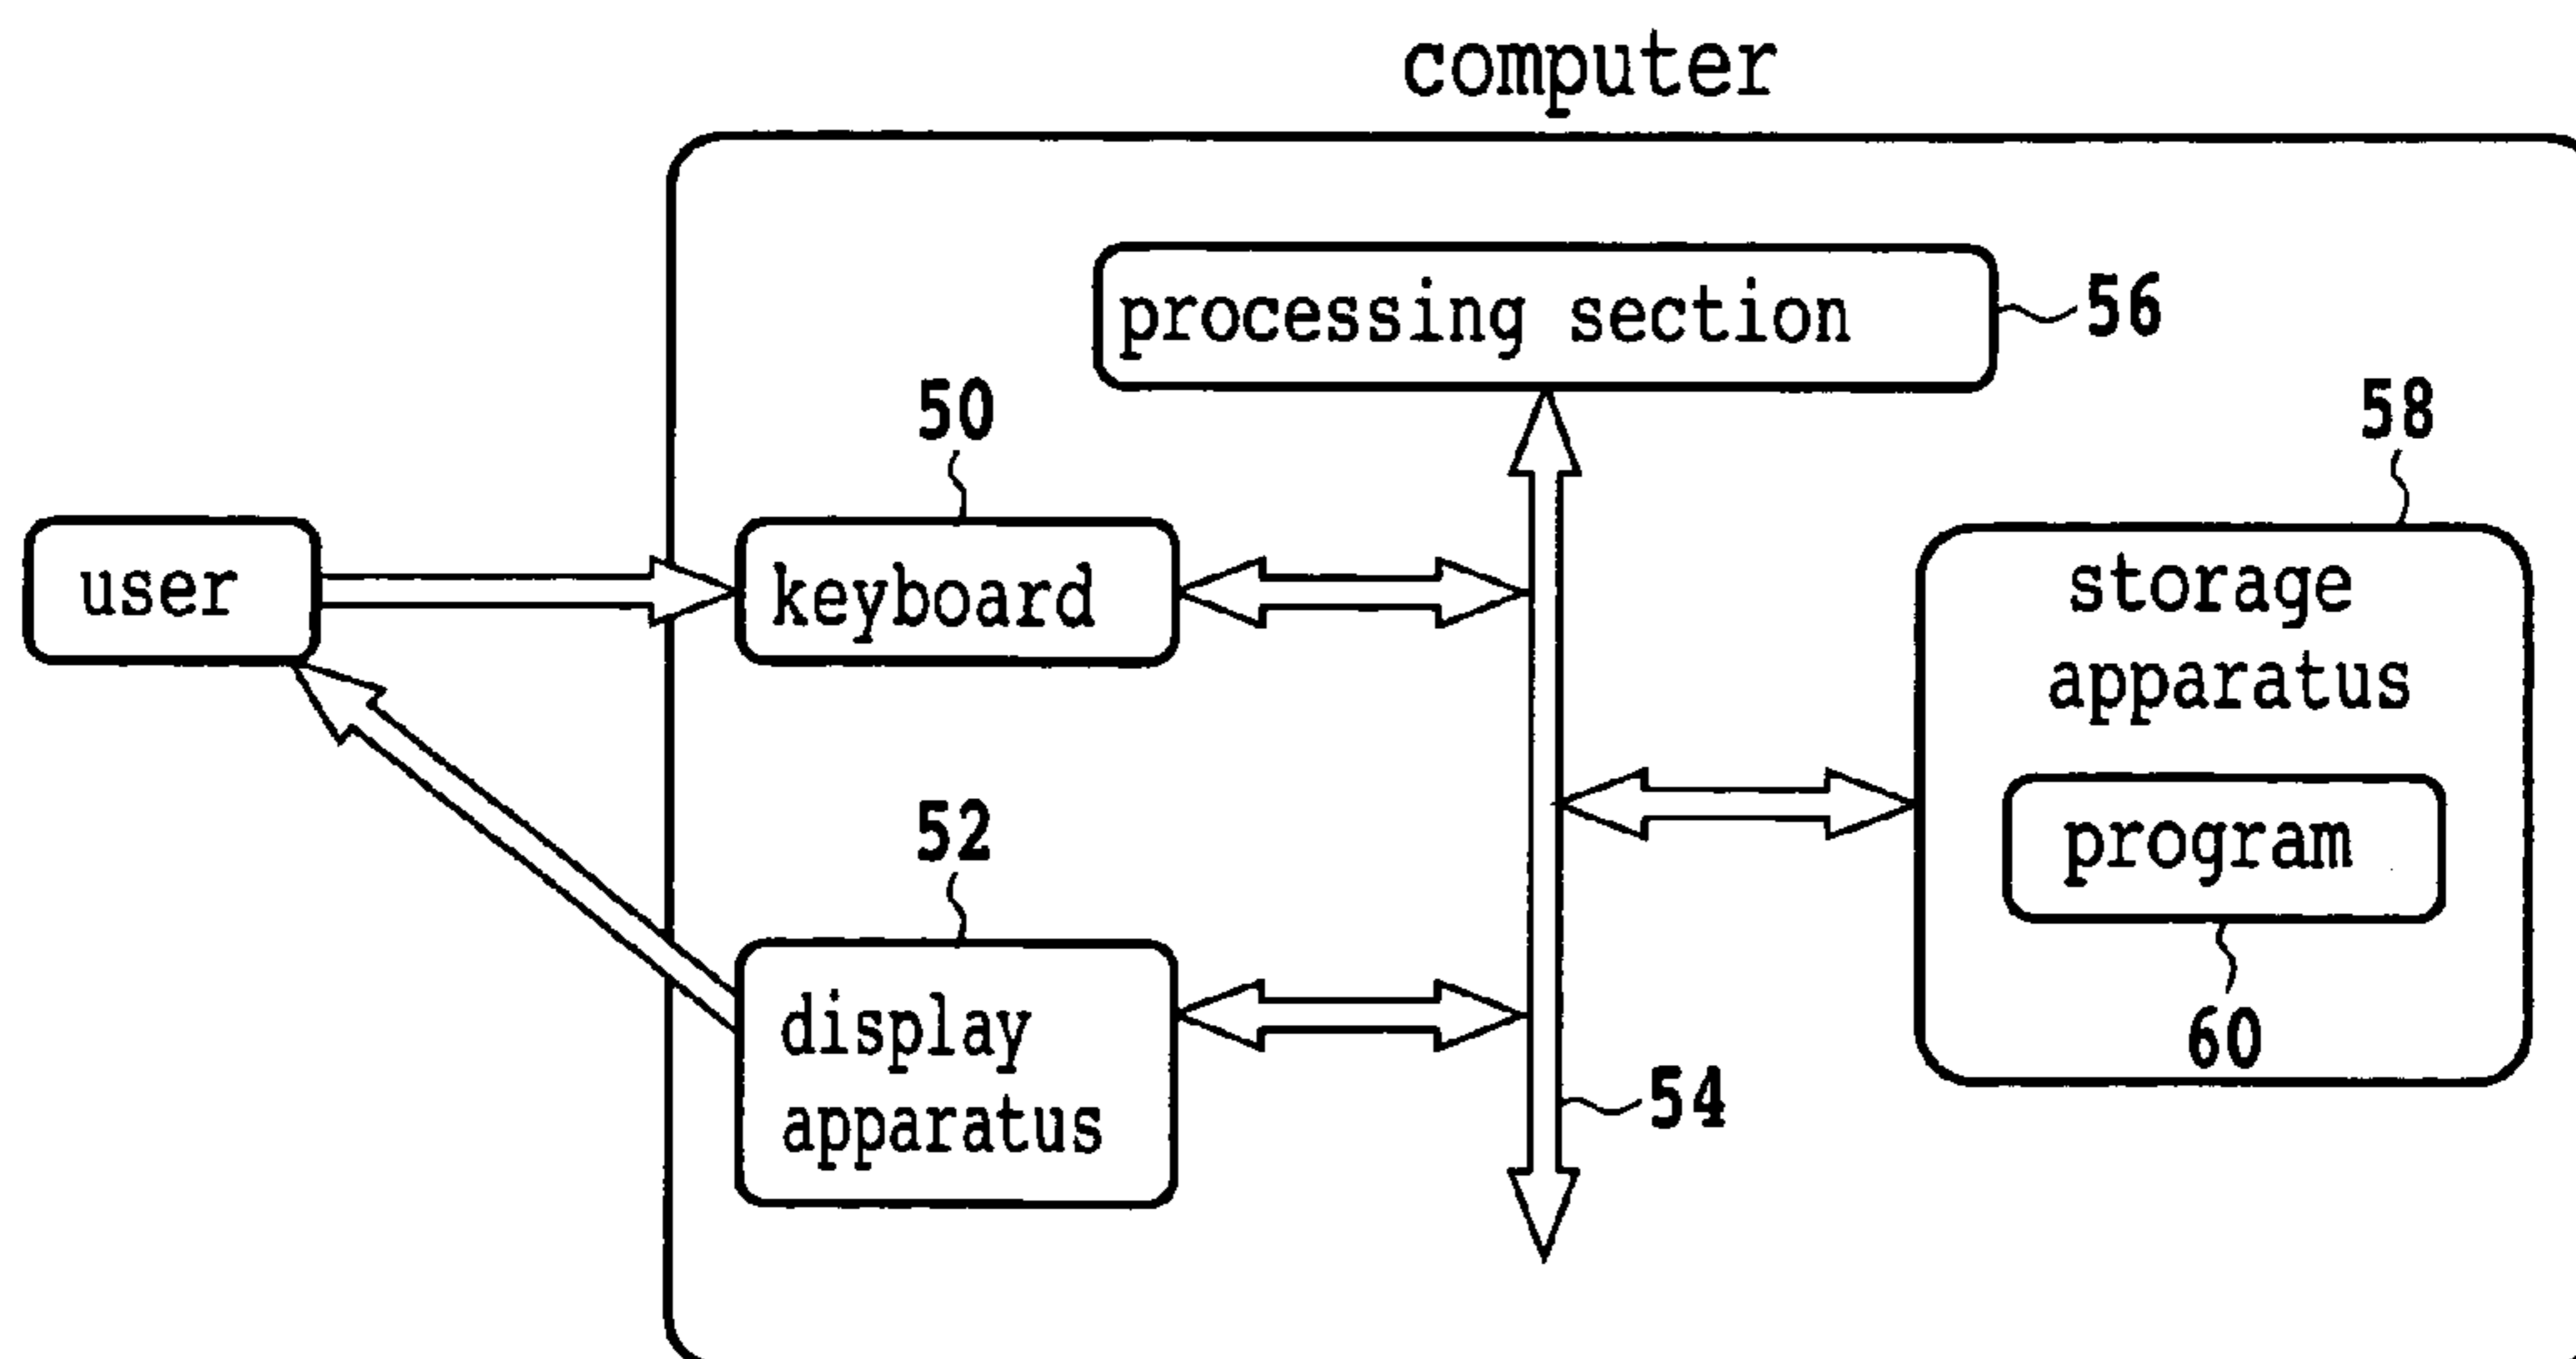 computer
processing section
56
50
58
user
keyboard
storage
apparatus
52
program
display
apparatus
60
54